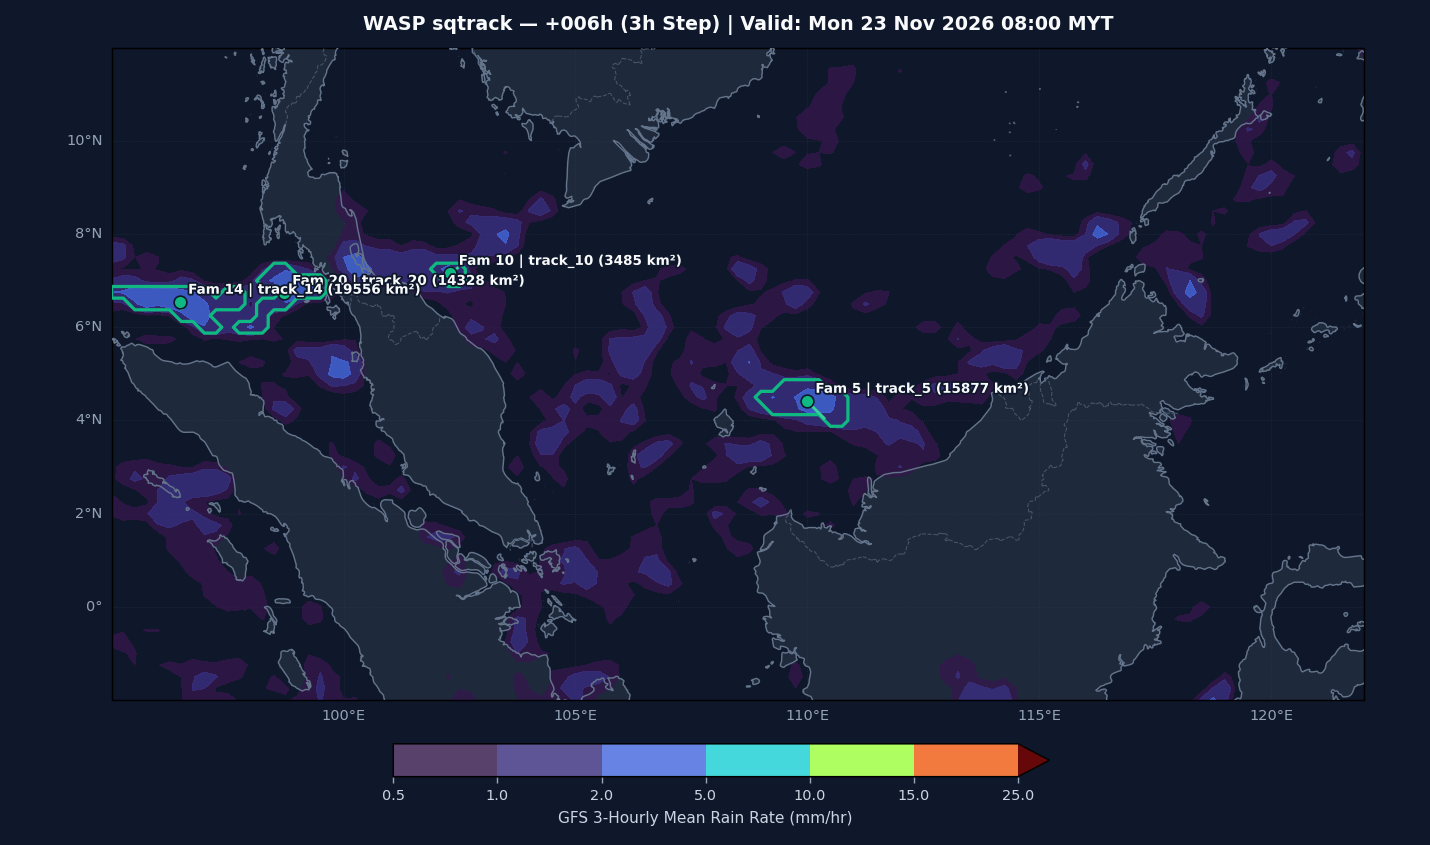 WASP sqtrack — +006h (3h Step) | Valid: Mon 23 Nov 2026 08:00 MYT
10°N
8°N
Fam 10 | track_10 (3485 km²)
Fam 20 | track_20 (14328 km²)
Fam 14 | track_14 (19556 km²)
6°N
Fam 5 | track_5 (15877 km²)
4°N
2°N
0°
100°E 105°E 110°E 115°E 120°E
0.5 1.0 2.0 5.0 10.0 15.0 25.0
GFS 3-Hourly Mean Rain Rate (mm/hr)